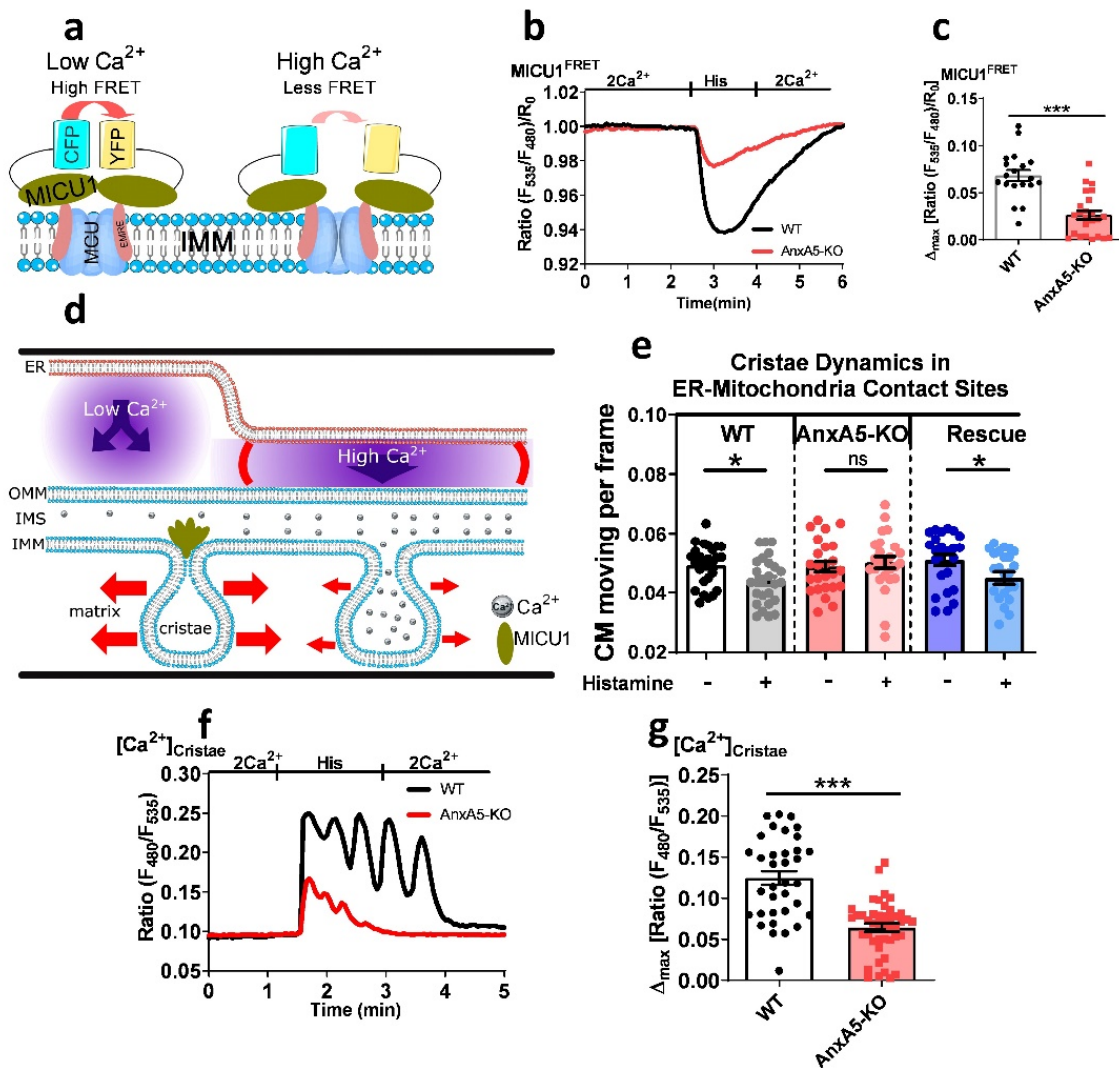 a
Low Ca2+
High FRET
High Ca2+
Less FRET
CFP
YFP
MICU1
MCU
EMRE
IMM
b
MICU1FRET
2Ca2+ His 2Ca2+
Ratio (F535/F480)/R0
1.02
1.00
0.98
0.96
0.94
0.92
WT
AnxA5-KO
0 1 2 3 4 5 6
Time(min)
c
MICU1FRET
Δmax [Ratio (F535/F480)/R0]
0.15
0.10
0.05
0.00
***
WT
AnxA5-KO
d
ER
Low Ca2+
High Ca2+
OMM
IMS
IMM
matrix
cristae
Ca2+
Ca2+
MICU1
e
Cristae Dynamics in
ER-Mitochondria Contact Sites
CM moving per frame
0.10
0.08
0.06
0.04
0.02
WT AnxA5-KO Rescue
* ns *
Histamine - + - + - +
f
[Ca2+]Cristae
2Ca2+ His 2Ca2+
Ratio (F480/F535)
0.30
0.25
0.20
0.15
0.10
0.05
WT
AnxA5-KO
0 1 2 3 4 5
Time (min)
g
[Ca2+]Cristae
Δmax [Ratio (F480/F535)]
0.25
0.20
0.15
0.10
0.05
0.00
***
WT
AnxA5-KO